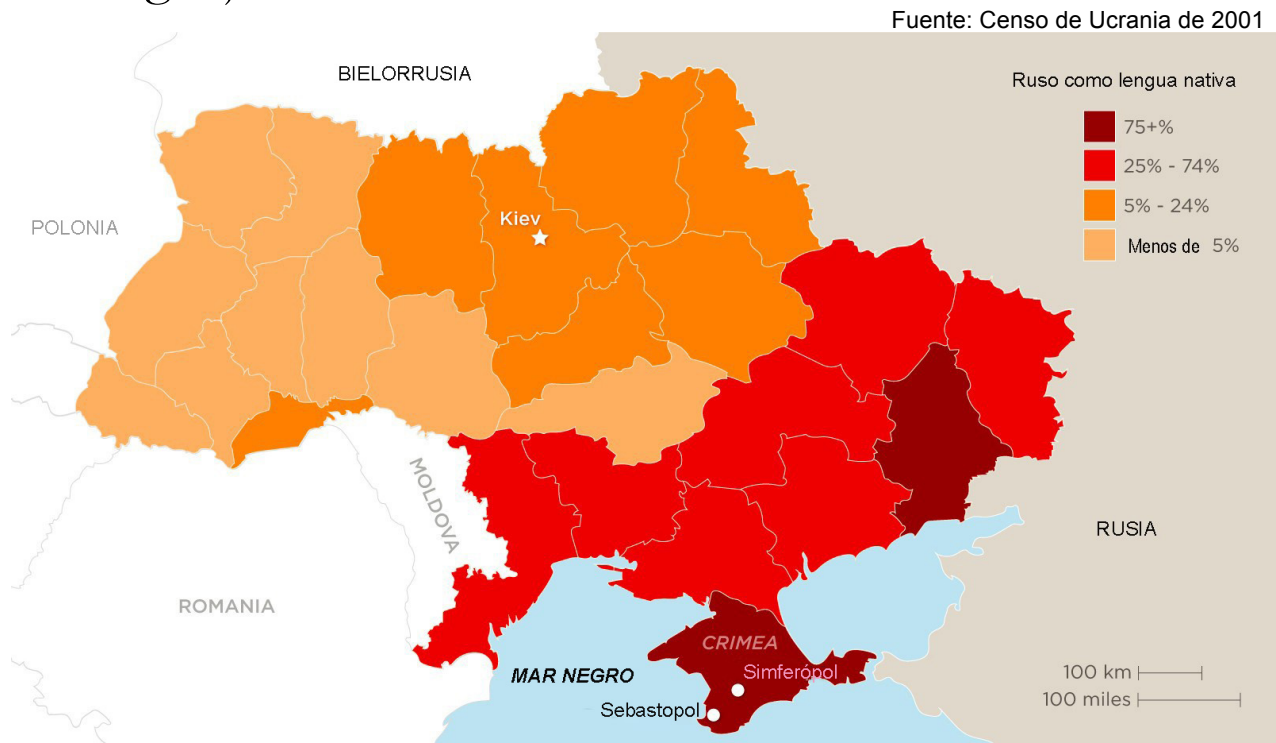 Fuente: Censo de Ucrania de 2001
BIELORRUSIA
Ruso como lengua nativa
75+%
25% - 74%
5% - 24%
Menos de 5%
POLONIA
Kiev
MOLDOVA
RUSIA
ROMANIA
CRIMEA
MAR NEGRO
Simferópol
Sebastopol
100 km
100 miles